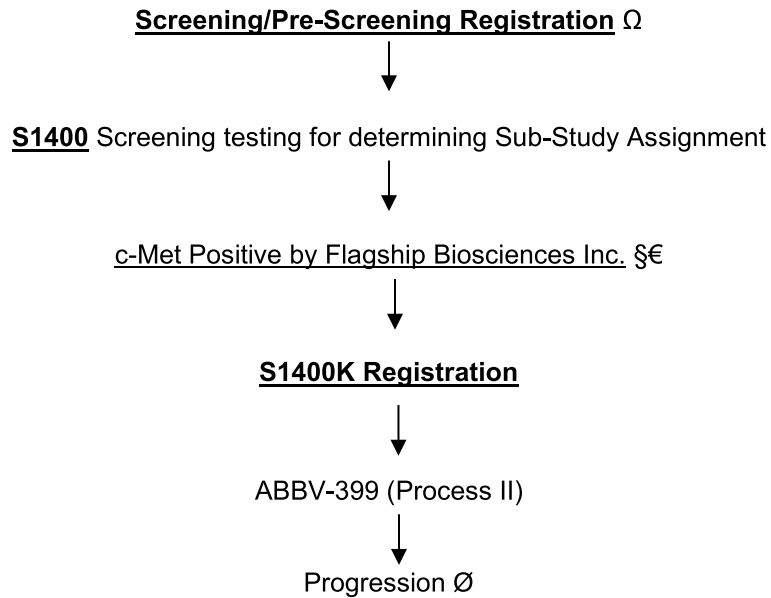 Screening/Pre-Screening Registration Ω
S1400 Screening testing for determining Sub-Study Assignment
c-Met Positive by Flagship Biosciences Inc. §€
S1400K Registration
ABBV-399 (Process II)
Progression Ø